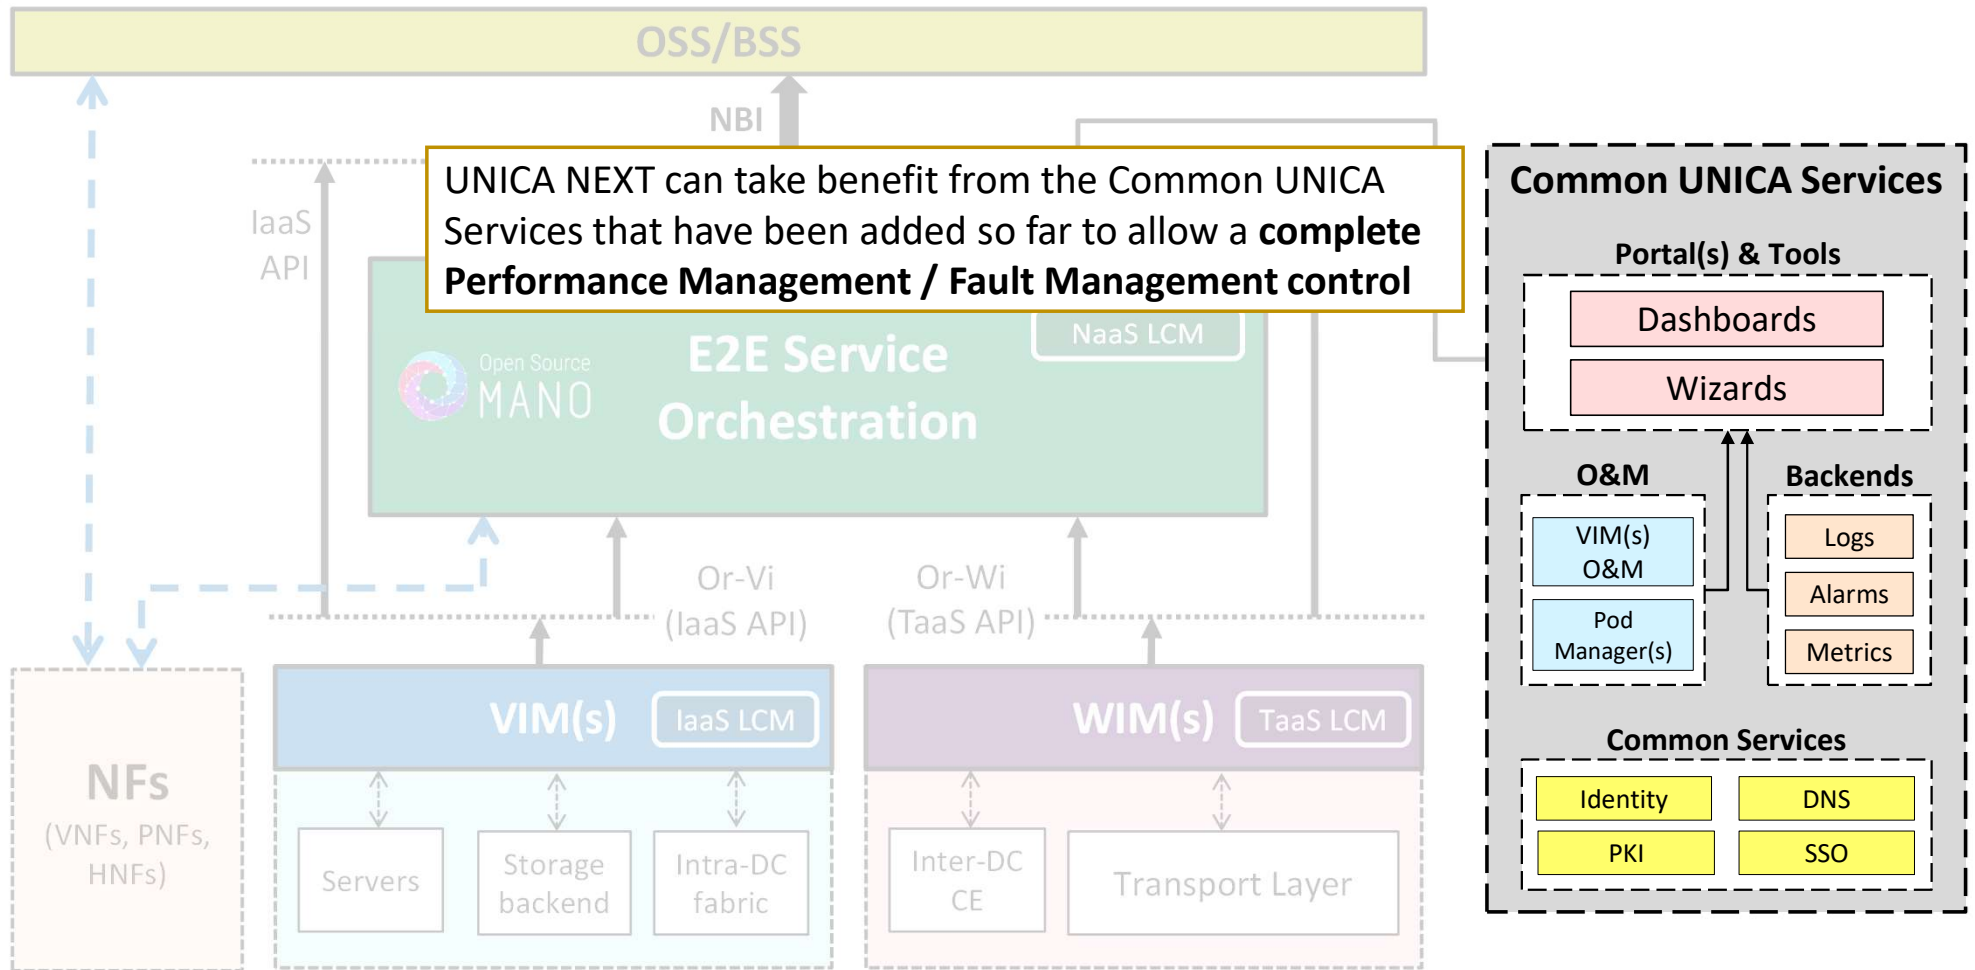 OSS/BSS
NBI
UNICA NEXT can take benefit from the Common UNICA
Services that have been added so far to allow a complete
Performance Management / Fault Management control
IaaS
API
NaaS LCM
Open Source
MANO
E2E Service
Orchestration
Or-Vi
(IaaS API)
Or-Wi
(TaaS API)
VIM(s)
IaaS LCM
WIM(s)
TaaS LCM
NFs
(VNFs, PNFs,
HNFs)
Servers
Storage
backend
Intra-DC
fabric
Inter-DC
CE
Transport Layer
Common UNICA Services
Portal(s) & Tools
Dashboards
Wizards
O&M
VIM(s)
O&M
Pod
Manager(s)
Backends
Logs
Alarms
Metrics
Common Services
Identity
DNS
PKI
SSO